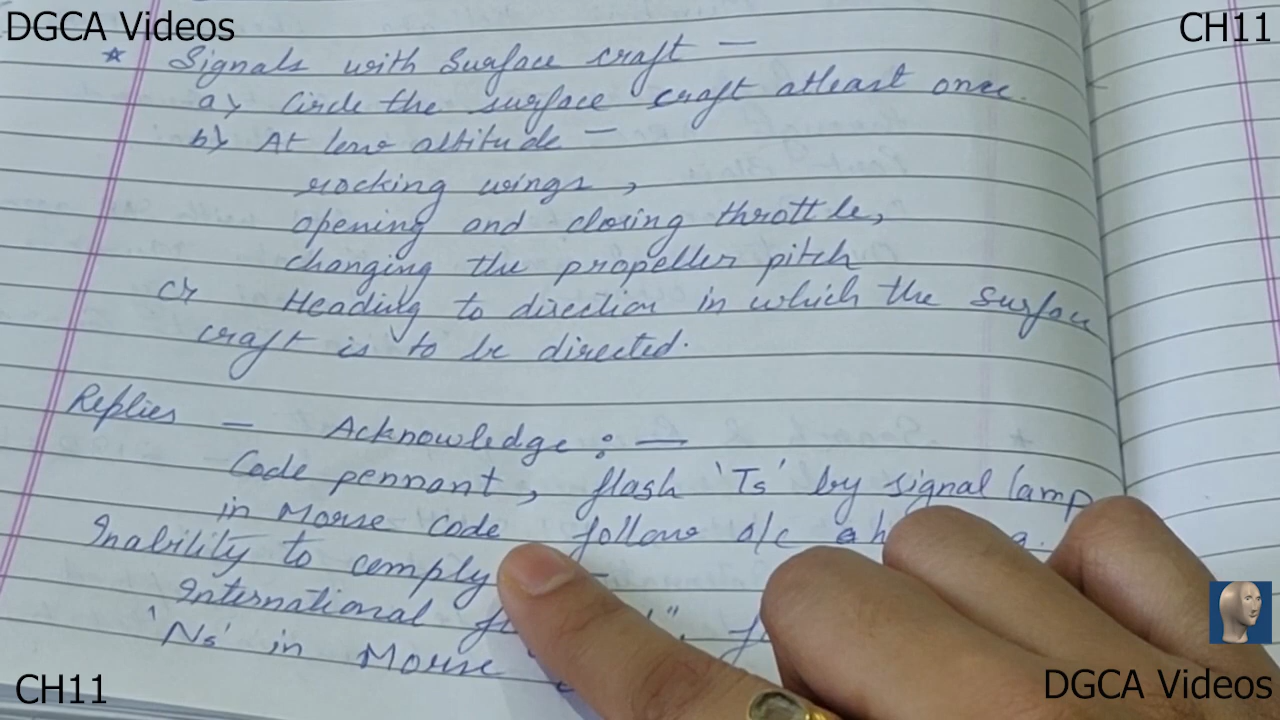 DGCA Videos
CH11
* Signals with Surface craft —
a) Circle the surface craft atleast once.
b) At low altitude —
rocking wings,
opening and closing throttle,
changing the propeller pitch
c) Heading to direction in which the surface
craft is to be directed.
Replies — Acknowledge : —
Code pennant, flash 'Ts' by signal lamp
in Morse Code, follow a/c
Inability to comply —
International
'Ns' in Morse
CH11
DGCA Videos